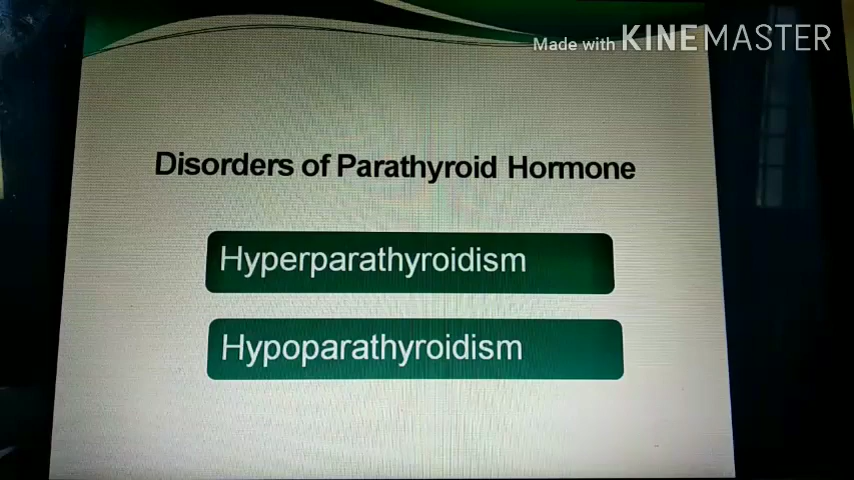 Made with KINEMASTER
Disorders of Parathyroid Hormone
Hyperparathyroidism
Hypoparathyroidism